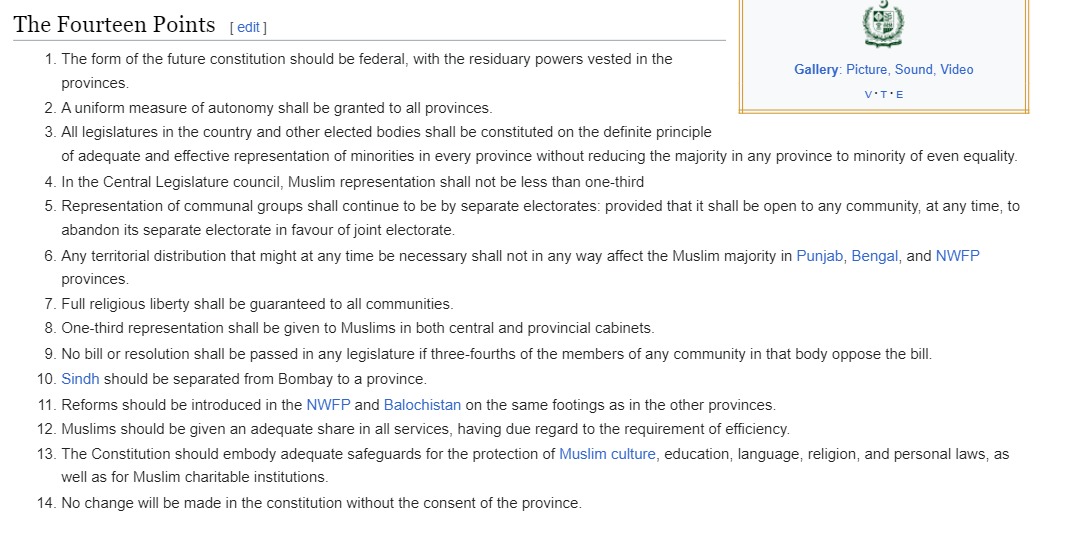 The Fourteen Points [ edit ]
1. The form of the future constitution should be federal, with the residuary powers vested in the
provinces.
2. A uniform measure of autonomy shall be granted to all provinces.
3. All legislatures in the country and other elected bodies shall be constituted on the definite principle
of adequate and effective representation of minorities in every province without reducing the majority in any province to minority of even equality.
4. In the Central Legislature council, Muslim representation shall not be less than one-third
5. Representation of communal groups shall continue to be by separate electorates: provided that it shall be open to any community, at any time, to
abandon its separate electorate in favour of joint electorate.
6. Any territorial distribution that might at any time be necessary shall not in any way affect the Muslim majority in Punjab, Bengal, and NWFP
provinces.
7. Full religious liberty shall be guaranteed to all communities.
8. One-third representation shall be given to Muslims in both central and provincial cabinets.
9. No bill or resolution shall be passed in any legislature if three-fourths of the members of any community in that body oppose the bill.
10. Sindh should be separated from Bombay to a province.
11. Reforms should be introduced in the NWFP and Balochistan on the same footings as in the other provinces.
12. Muslims should be given an adequate share in all services, having due regard to the requirement of efficiency.
13. The Constitution should embody adequate safeguards for the protection of Muslim culture, education, language, religion, and personal laws, as
well as for Muslim charitable institutions.
14. No change will be made in the constitution without the consent of the province.
Gallery: Picture, Sound, Video
V · T · E